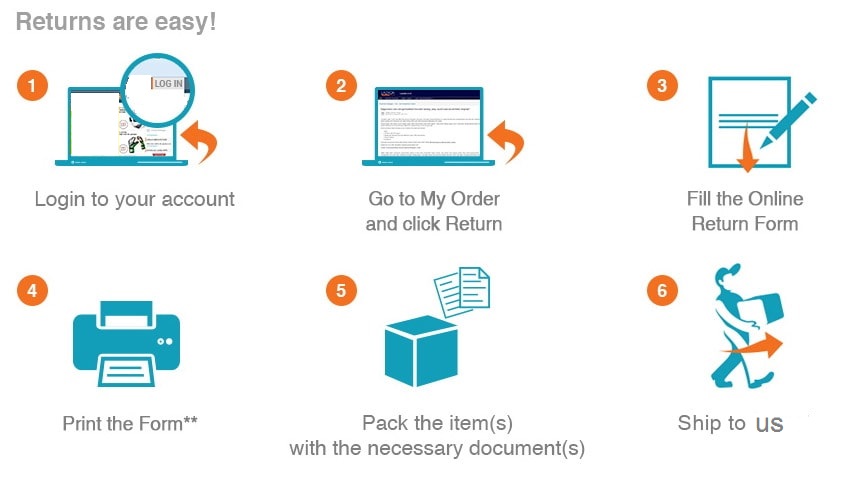 Returns are easy!
1
LOG IN
2
3
Login to your account
Go to My Order
and click Return
Fill the Online
Return Form
4
5
6
Print the Form**
Pack the item(s)
with the necessary document(s)
Ship to us